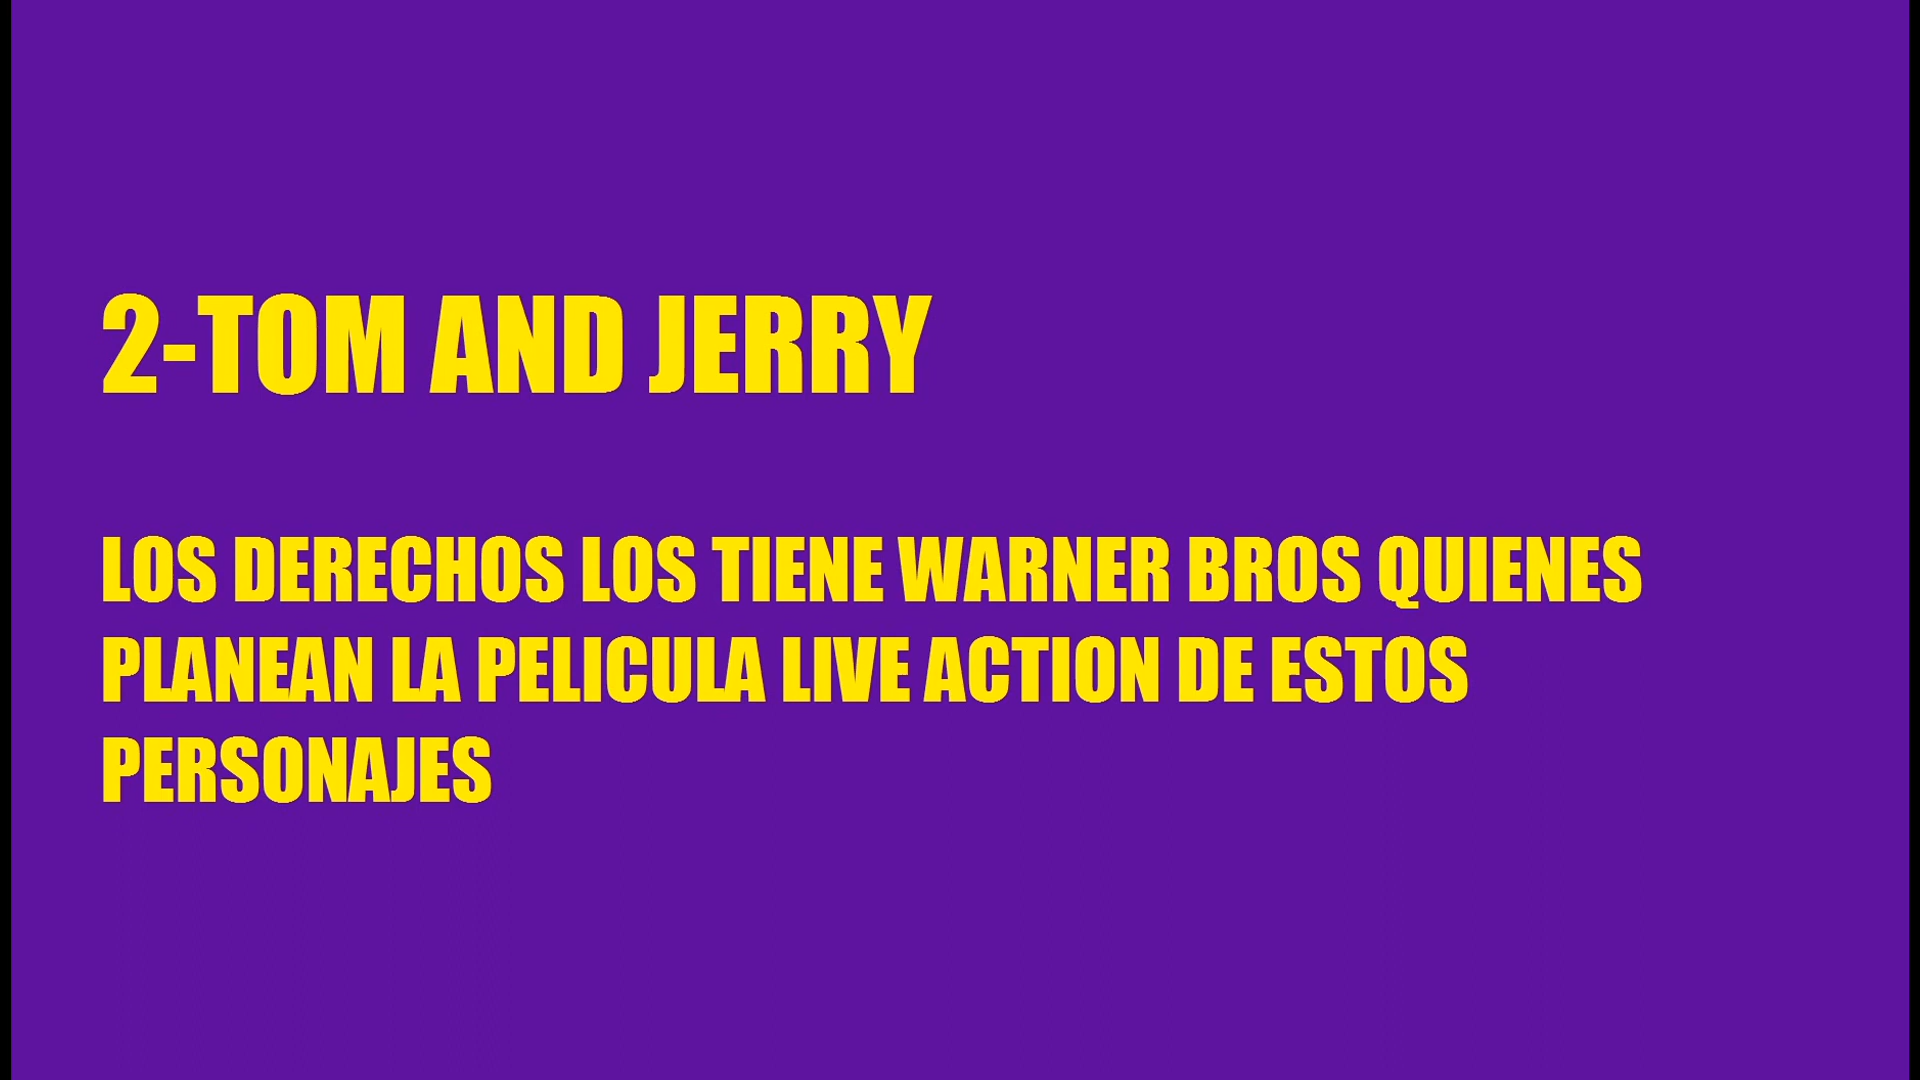 2-TOM AND JERRY
LOS DERECHOS LOS TIENE WARNER BROS QUIENES
PLANEAN LA PELICULA LIVE ACTION DE ESTOS
PERSONAJES